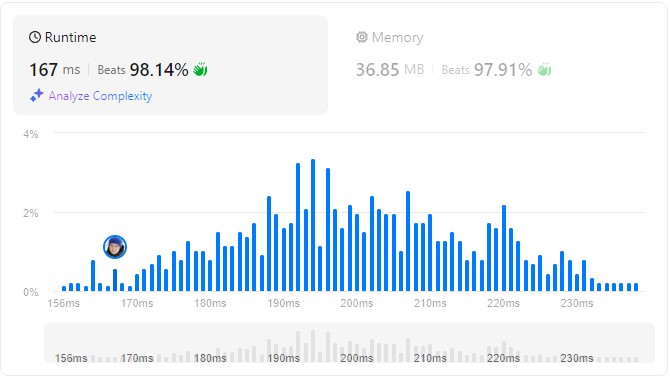 Runtime
167 ms | Beats 98.14%
Analyze Complexity
Memory
36.85 MB | Beats 97.91%
4%
2%
0%
156ms 170ms 180ms 190ms 200ms 210ms 220ms 230ms
156ms 170ms 180ms 190ms 200ms 210ms 220ms 230ms